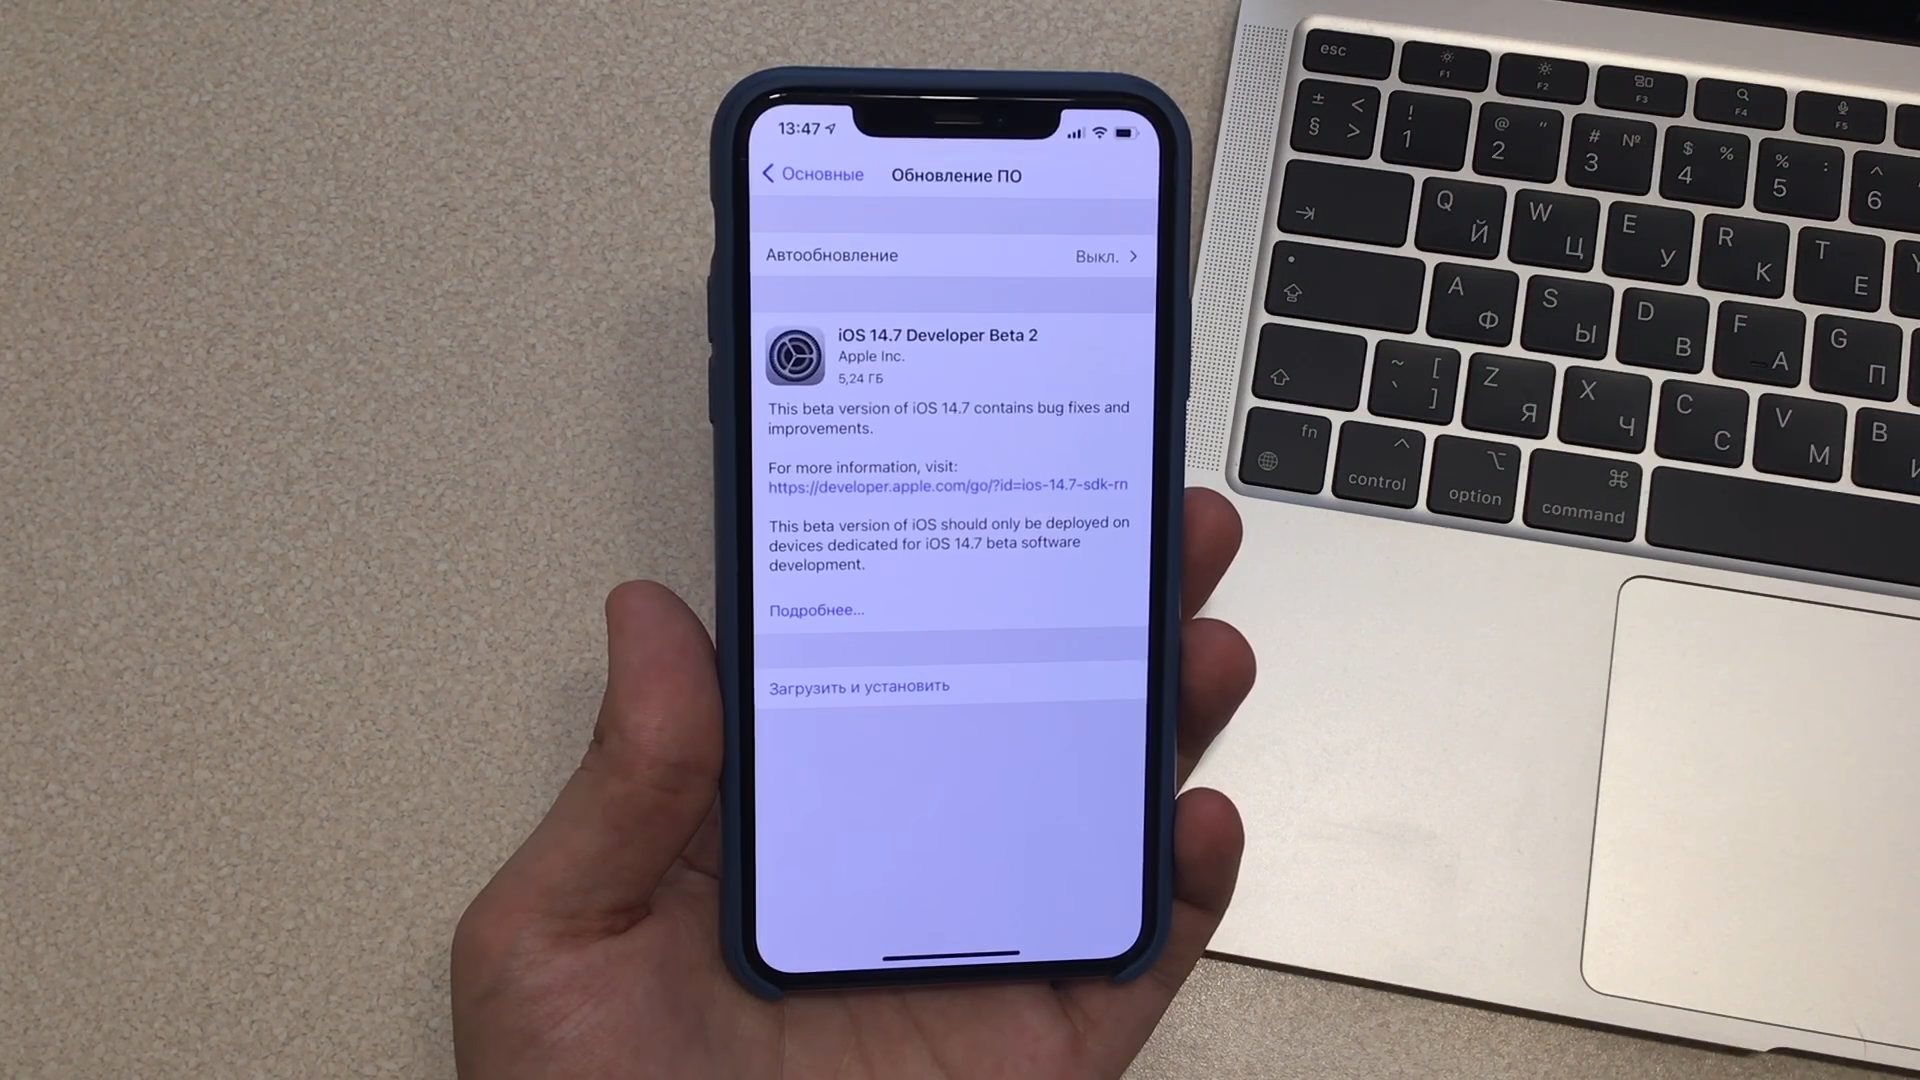 13:47
Основные
Обновление ПО
Автообновление
Выкл.
iOS 14.7 Developer Beta 2
Apple Inc.
5,24 ГБ
This beta version of iOS 14.7 contains bug fixes and
improvements.
For more information, visit:
https://developer.apple.com/go/?id=ios-14.7-sdk-rn
This beta version of iOS should only be deployed on
devices dedicated for iOS 14.7 beta software
development.
Подробнее...
Загрузить и установить
esc
F1
F2
F3
F4
F5
± < § >
! 1
@ " 2
# № 3
$ % 4
% : 5
^ 6
Q Й
W Ц
E У
R К
T Е
A Ф
S Ы
D В
F А
G П
~ [ ` ]
Z Я
X Ч
C С
V М
B
fn
control
option
command